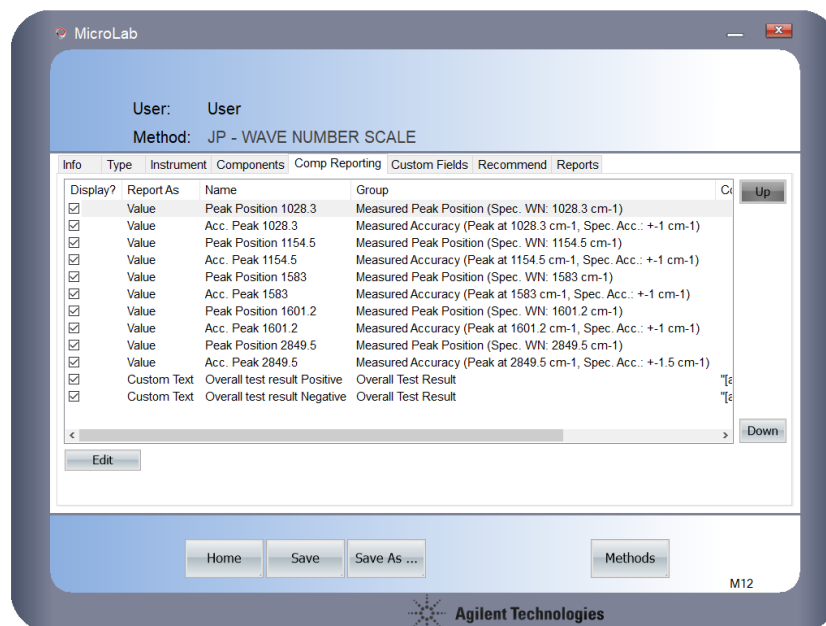 MicroLab
User: User
Method: JP - WAVE NUMBER SCALE
Info Type Instrument Components Comp Reporting Custom Fields Recommend Reports
Display? Report As Name Group Up
Value Peak Position 1028.3 Measured Peak Position (Spec. WN: 1028.3 cm-1)
Value Acc. Peak 1028.3 Measured Accuracy (Peak at 1028.3 cm-1, Spec. Acc.: +-1 cm-1)
Value Peak Position 1154.5 Measured Peak Position (Spec. WN: 1154.5 cm-1)
Value Acc. Peak 1154.5 Measured Accuracy (Peak at 1154.5 cm-1, Spec. Acc.: +-1 cm-1)
Value Peak Position 1583 Measured Peak Position (Spec. WN: 1583 cm-1)
Value Acc. Peak 1583 Measured Accuracy (Peak at 1583 cm-1, Spec. Acc.: +-1 cm-1)
Value Peak Position 1601.2 Measured Peak Position (Spec. WN: 1601.2 cm-1)
Value Acc. Peak 1601.2 Measured Accuracy (Peak at 1601.2 cm-1, Spec. Acc.: +-1 cm-1)
Value Peak Position 2849.5 Measured Peak Position (Spec. WN: 2849.5 cm-1)
Value Acc. Peak 2849.5 Measured Accuracy (Peak at 2849.5 cm-1, Spec. Acc.: +-1.5 cm-1)
Custom Text Overall test result Positive Overall Test Result
Custom Text Overall test result Negative Overall Test Result
Down
Edit
Home Save Save As ... Methods
M12
Agilent Technologies